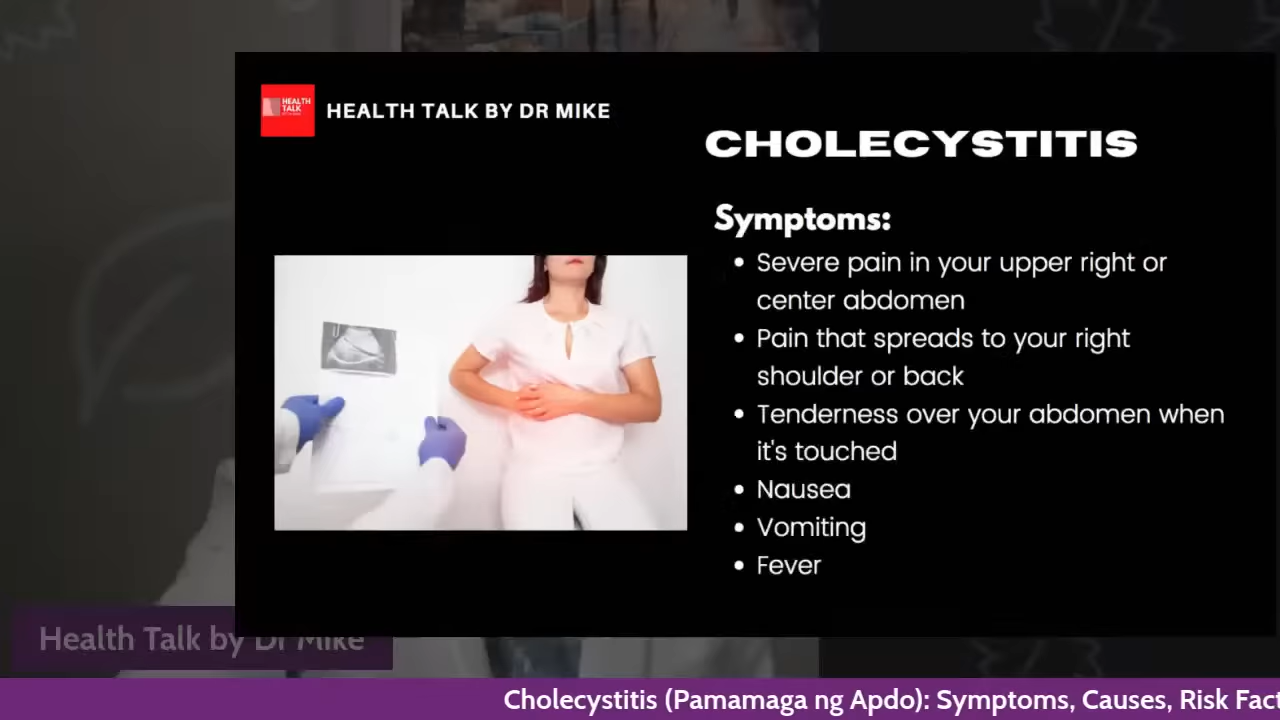 HEALTH
TALK
HEALTH TALK BY DR MIKE
CHOLECYSTITIS
Symptoms:
• Severe pain in your upper right or
center abdomen
• Pain that spreads to your right
shoulder or back
• Tenderness over your abdomen when
it's touched
• Nausea
• Vomiting
• Fever
Health Talk by Dr Mike
Cholecystitis (Pamamaga ng Apdo): Symptoms, Causes, Risk Fact